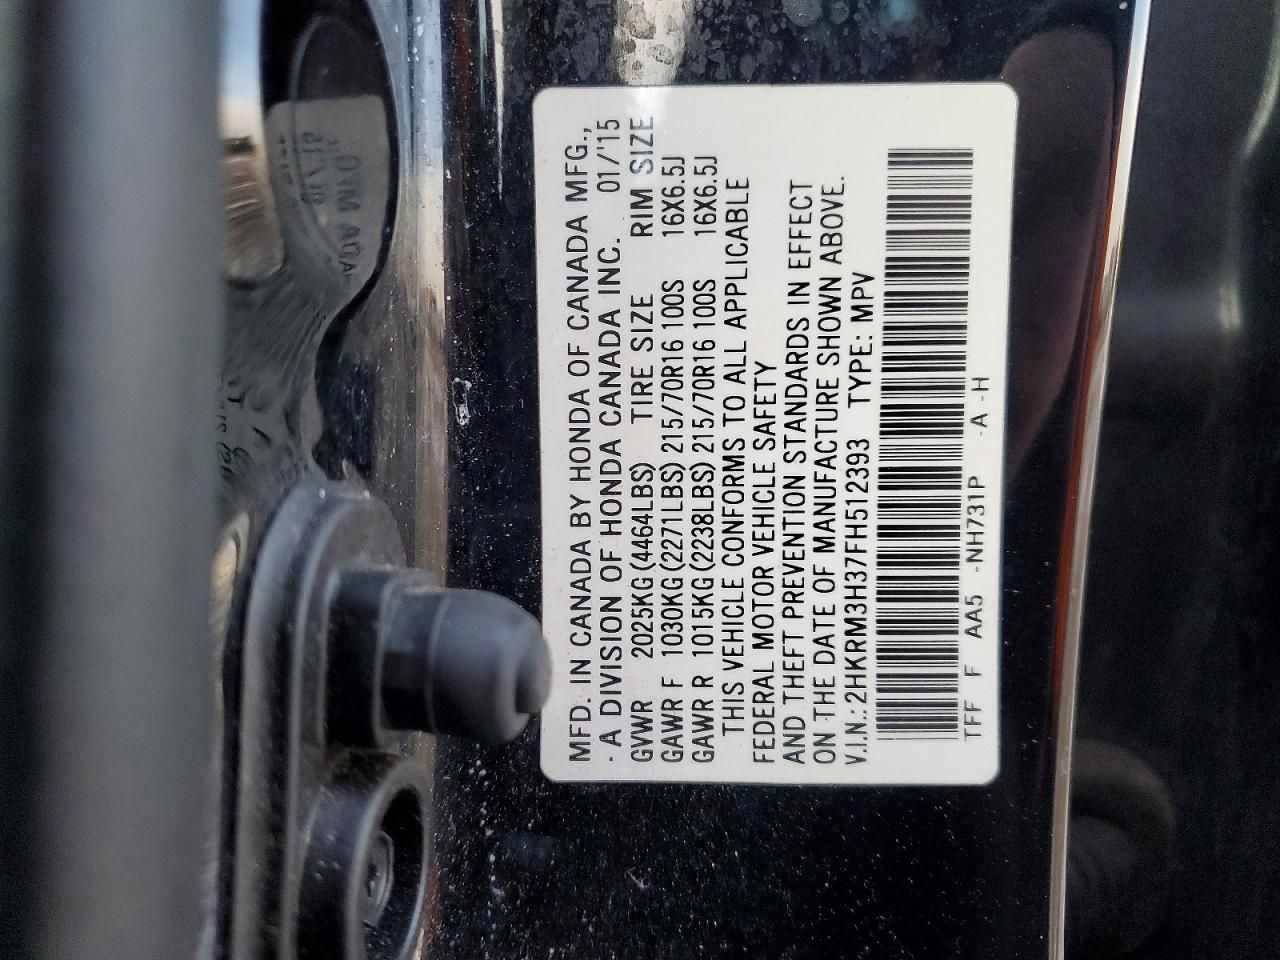 MFD. IN CANADA BY HONDA OF CANADA MFG.,
- A DIVISION OF HONDA CANADA INC. 01/'15
GVWR 2025KG (4464LBS) TIRE SIZE RIM SIZE
GAWR F 1030KG (2271LBS) 215/70R16 100S 16X6.5J
GAWR R 1015KG (2238LBS) 215/70R16 100S 16X6.5J
THIS VEHICLE CONFORMS TO ALL APPLICABLE
FEDERAL MOTOR VEHICLE SAFETY
AND THEFT PREVENTION STANDARDS IN EFFECT
ON THE DATE OF MANUFACTURE SHOWN ABOVE.
V.I.N.: 2HKRM3H37FH512393 TYPE: MPV
TFF F AA5 -NH731P -A -H